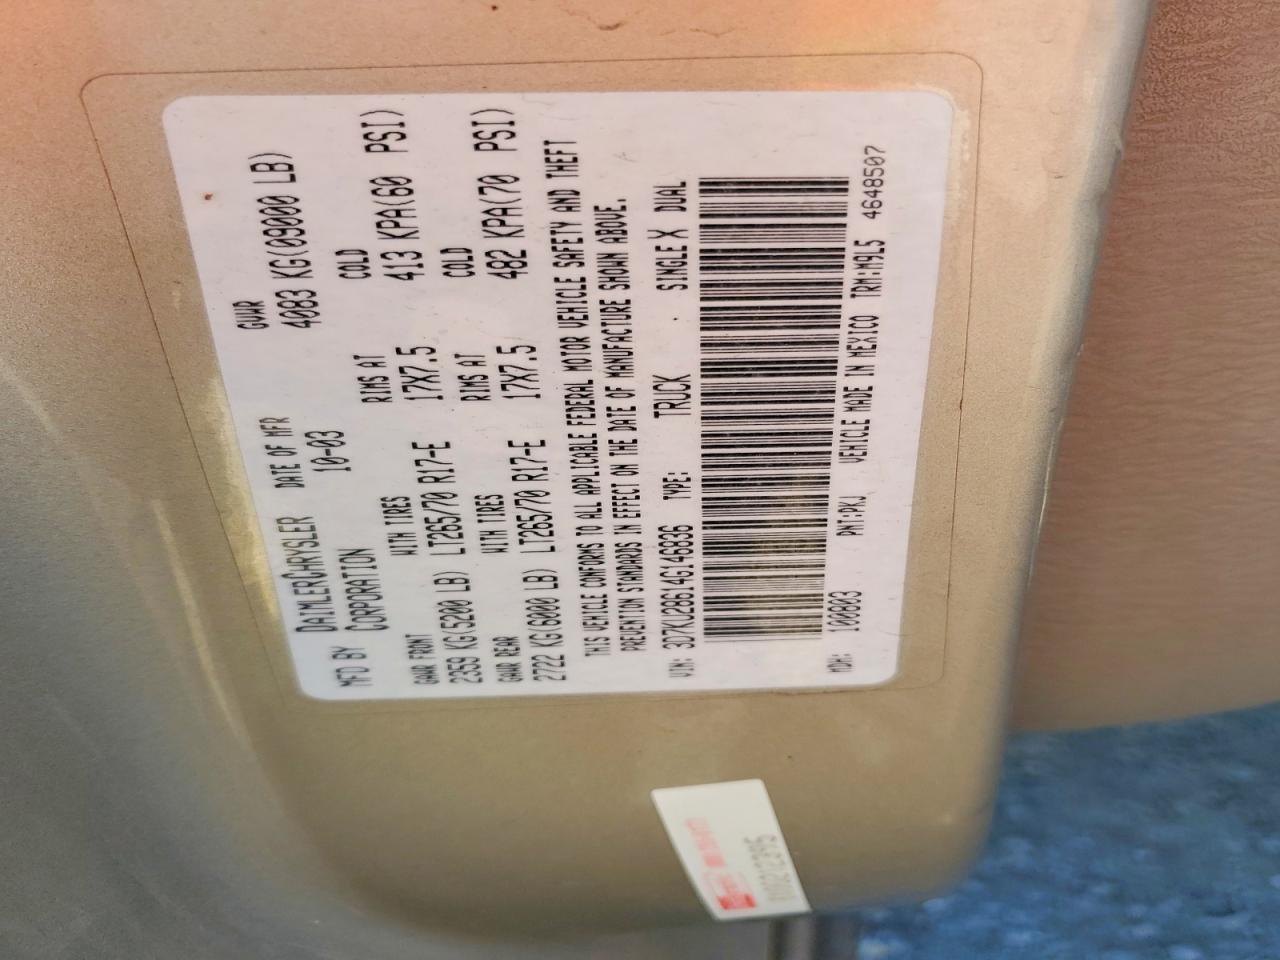 MFD BY DAIMLERCHRYSLER CORPORATION DATE OF MFR 10-03 GVWR 4083 KG(09000 LB)
GAWR FRONT WITH TIRES RIMS AT COLD
2359 KG(5200 LB) LT265/70 R17-E 17X7.5 413 KPA(60 PSI)
GAWR REAR WITH TIRES RIMS AT COLD
2722 KG(6000 LB) LT265/70 R17-E 17X7.5 482 KPA(70 PSI)
THIS VEHICLE CONFORMS TO ALL APPLICABLE FEDERAL MOTOR VEHICLE SAFETY AND THEFT
PREVENTION STANDARDS IN EFFECT ON THE DATE OF MANUFACTURE SHOWN ABOVE.
VIN: 3D7KU28614G146836 TYPE: TRUCK SINGLE X DUAL
MDH: 100803 PNT:PKJ VEHICLE MADE IN MEXICO TRM:M9L5 4648507